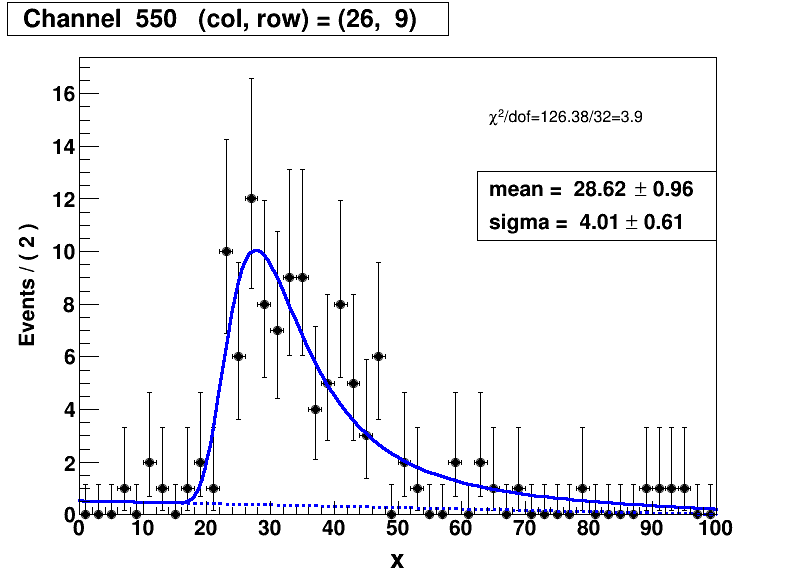 Channel 550 (col, row) = (26, 9)
χ²/dof=126.38/32=3.9
mean = 28.62 ± 0.96
sigma = 4.01 ± 0.61
Events / ( 2 )
16
14
12
10
8
6
4
2
0
0 10 20 30 40 50 60 70 80 90 100
x